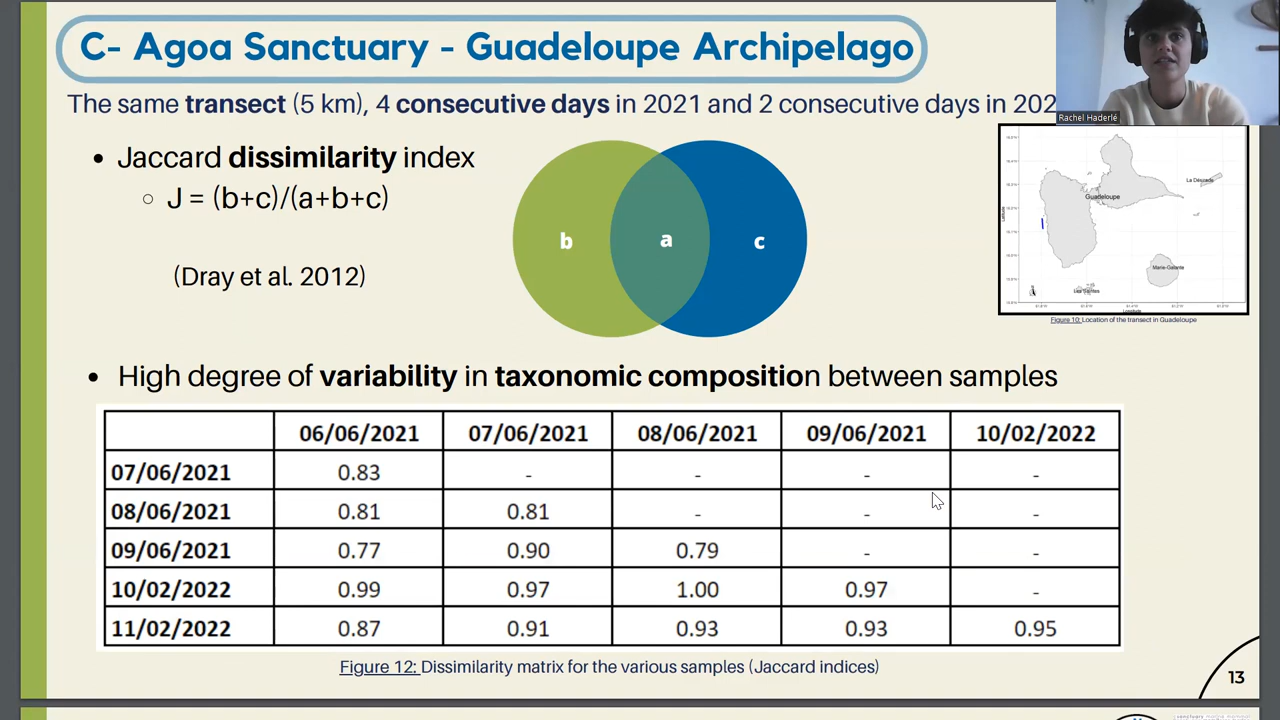 C- Agoa Sanctuary - Guadeloupe Archipelago
The same transect (5 km), 4 consecutive days in 2021 and 2 consecutive days in 202
Rachel Haderlé
• Jaccard dissimilarity index
○ J = (b+c)/(a+b+c)
(Dray et al. 2012)
b a c
La Désirade
Guadeloupe
Marie-Galante
Les Saintes
Longitude
Figure 10: Location of the transect in Guadeloupe
• High degree of variability in taxonomic composition between samples
06/06/2021 07/06/2021 08/06/2021 09/06/2021 10/02/2022
07/06/2021 0.83 - - - -
08/06/2021 0.81 0.81 - - -
09/06/2021 0.77 0.90 0.79 - -
10/02/2022 0.99 0.97 1.00 0.97 -
11/02/2022 0.87 0.91 0.93 0.93 0.95
Figure 12: Dissimilarity matrix for the various samples (Jaccard indices)
13